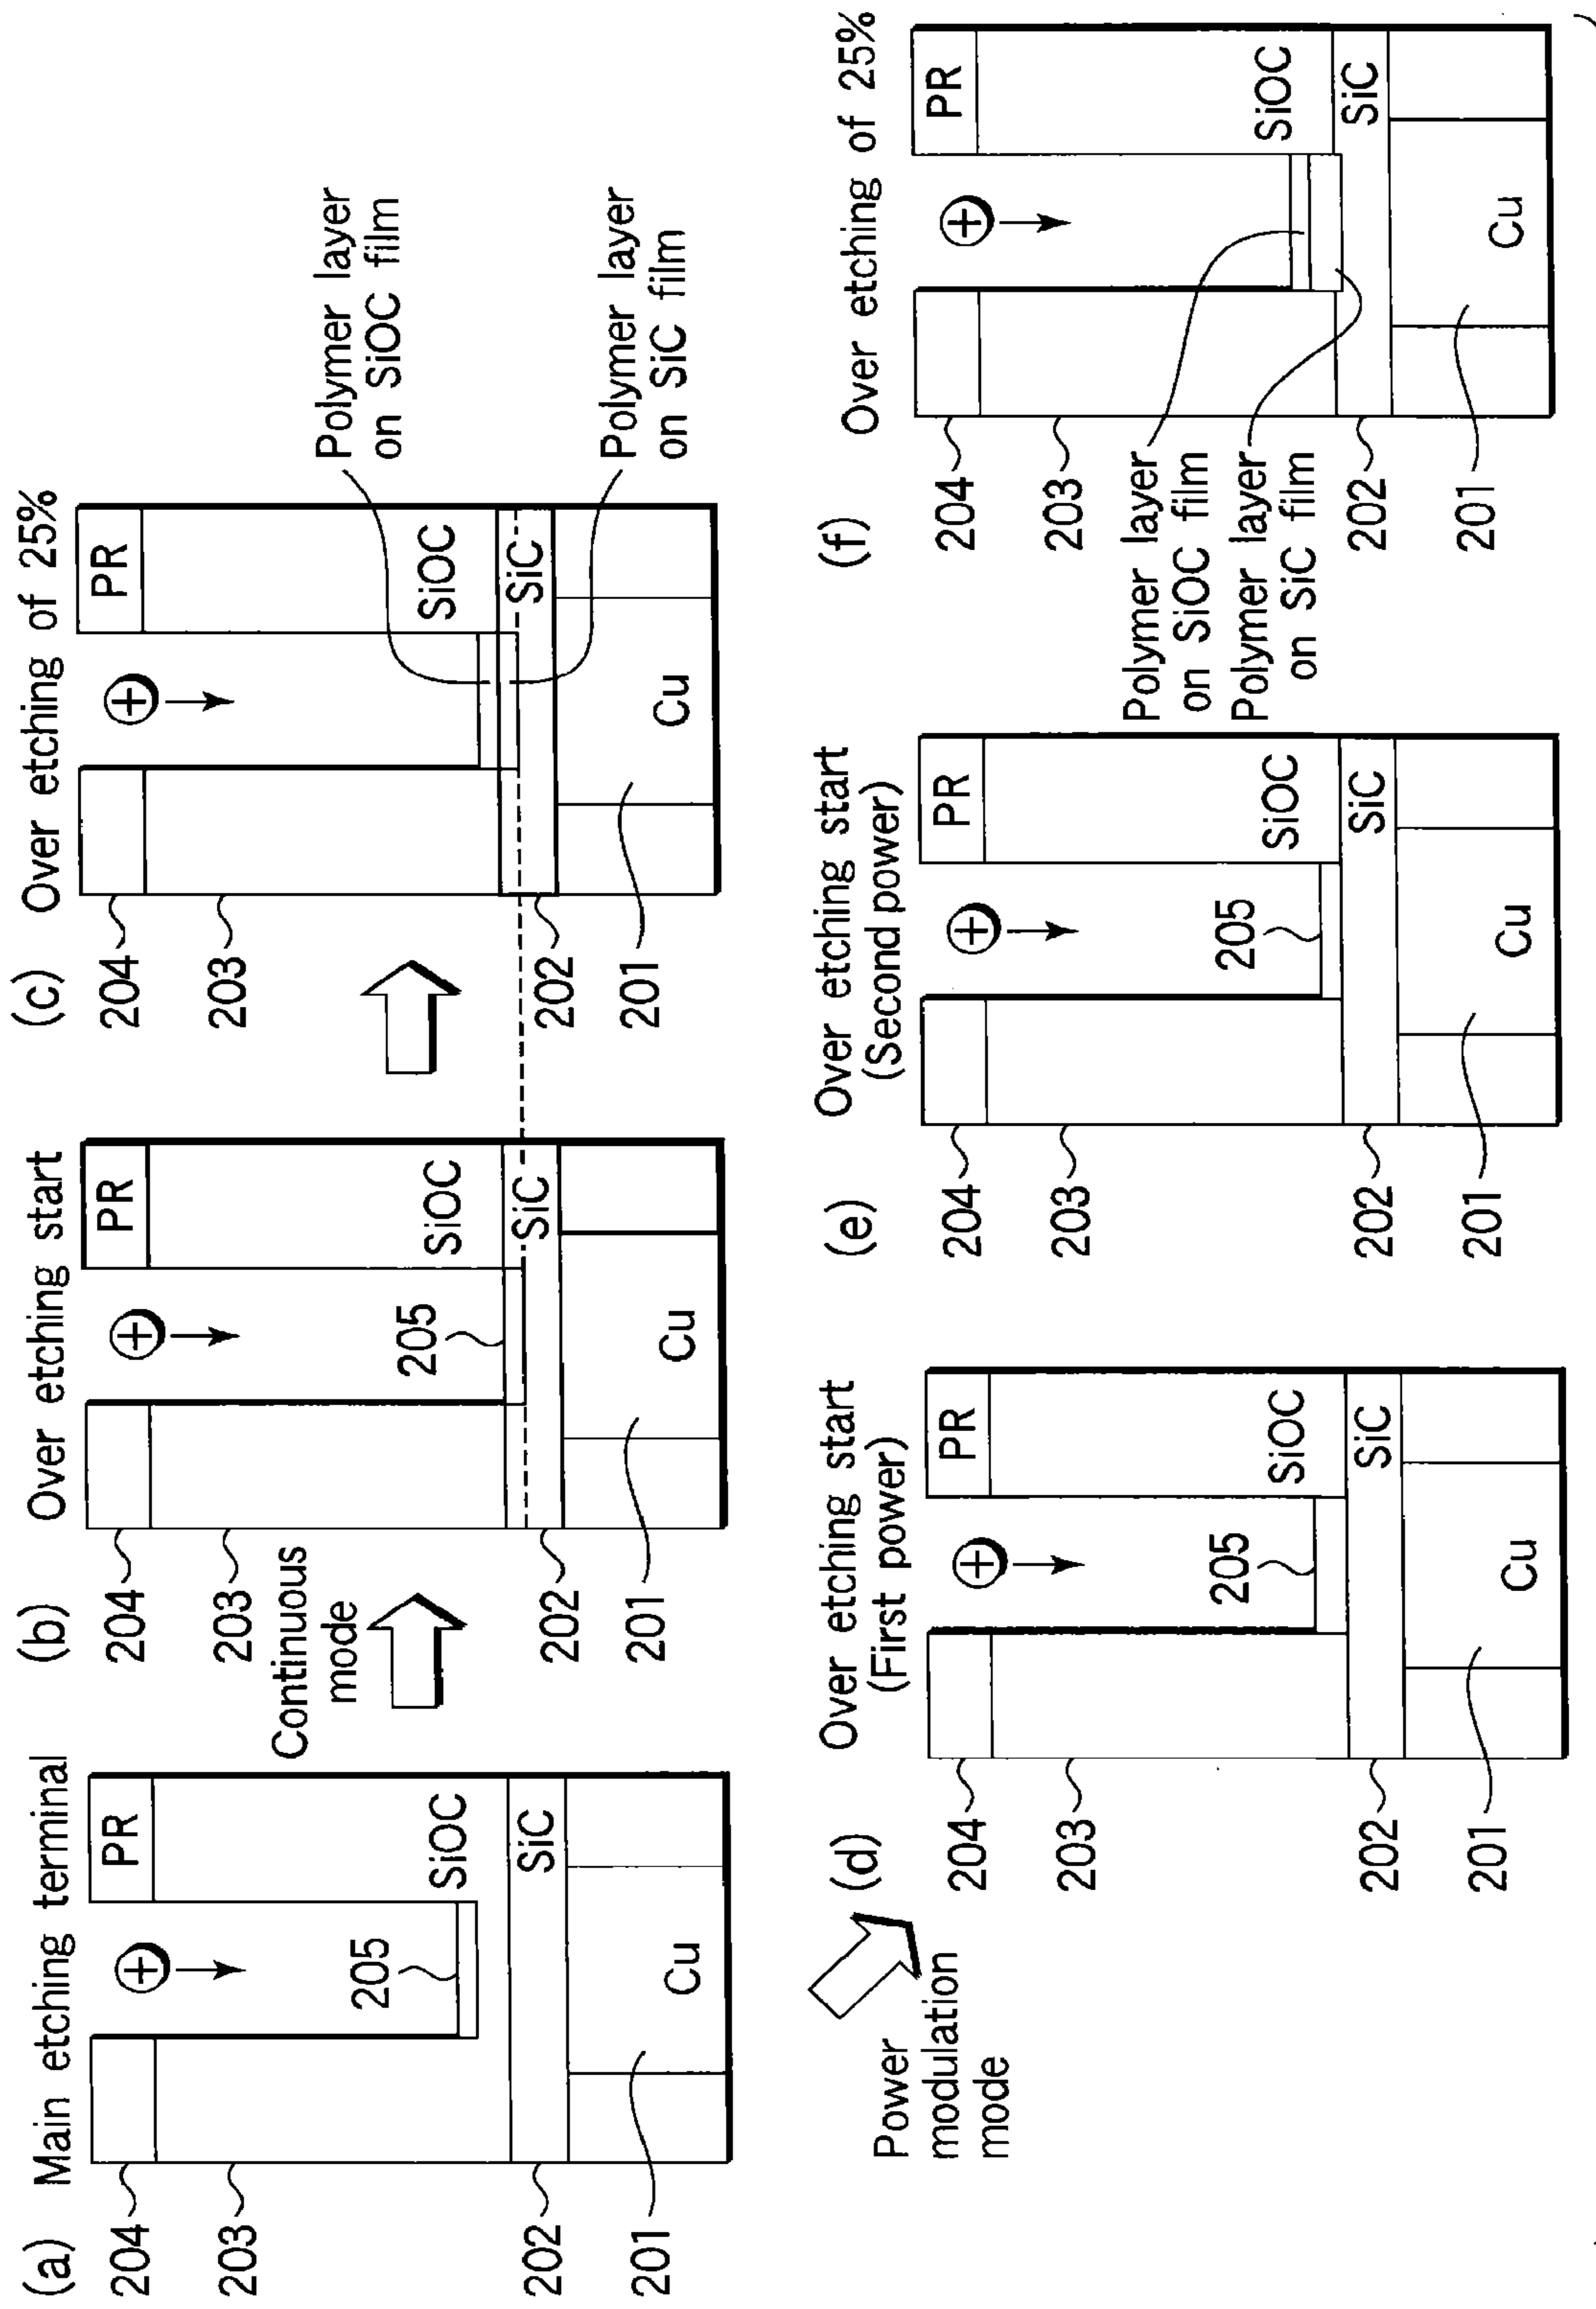 (a) Main etching terminal
204
PR
203
205
SiOC
202
SiC
201
Cu
Continuous
mode
(b) Over etching start
204
PR
203
205
SiOC
202
SiC
201
Cu
(c) Over etching of 25%
204
PR
203
SiOC
202
SiC
201
Cu
Polymer layer
on SiOC film
Polymer layer
on SiC film
Power
modulation
mode
(d) Over etching start
(First power)
204
PR
203
205
SiOC
202
SiC
201
Cu
(e) Over etching start
(Second power)
204
PR
203
205
SiOC
202
SiC
201
Cu
(f) Over etching of 25%
204
PR
203
SiOC
Polymer layer
on SiOC film
Polymer layer
on SiC film
202
SiC
201
Cu